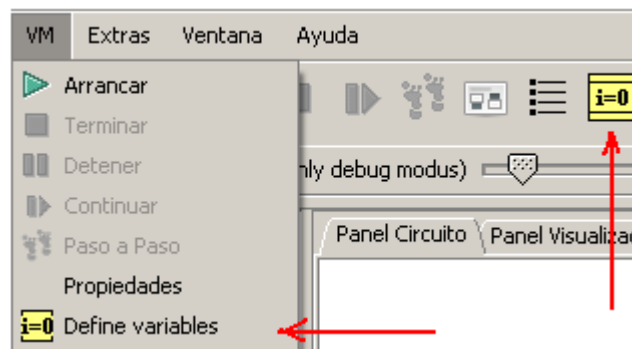 VM Extras Ventana Ayuda
Arrancar
i=0
Terminar
Detener
nly debug modus)
Continuar
Paso a Paso
Panel Circuito Panel Visualiza
Propiedades
i=0 Define variables